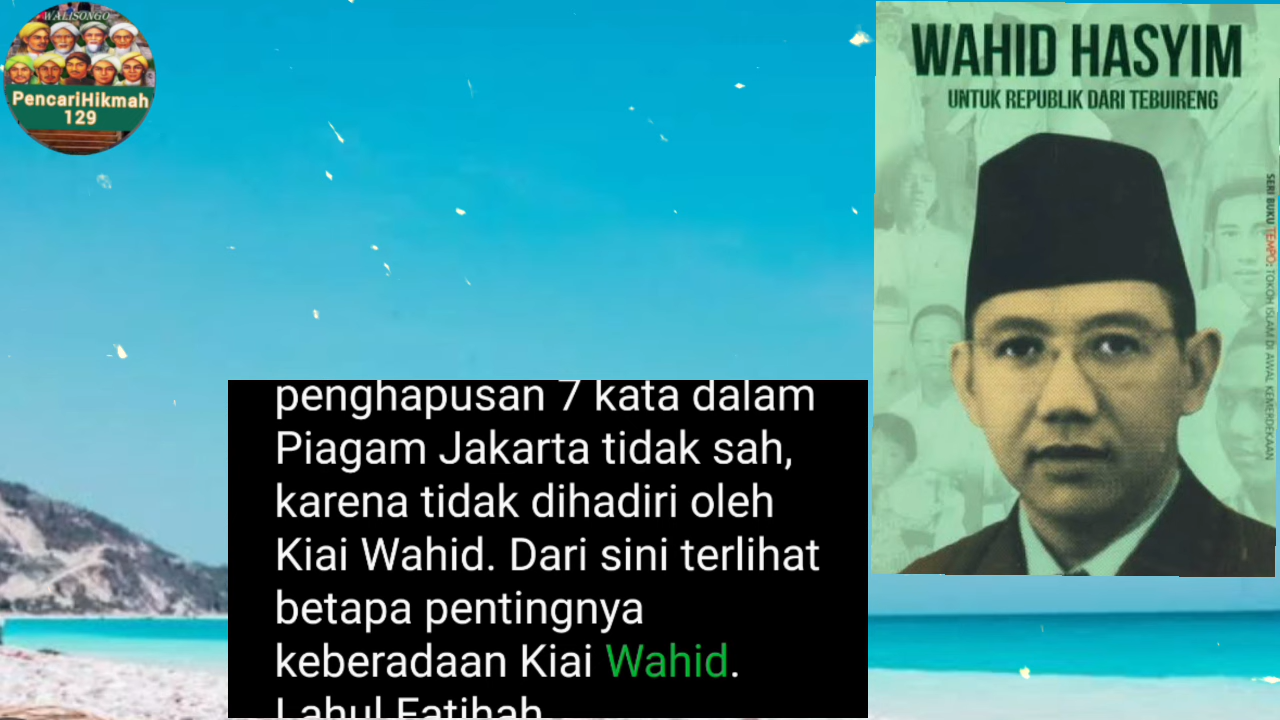 WALISONGO
PencariHikmah
129
WAHID HASYIM
UNTUK REPUBLIK DARI TEBUIRENG
SERI BUKU TEMPO: TOKOH ISLAM DI AWAL KEMERDEKAAN
penghapusan 7 kata dalam
Piagam Jakarta tidak sah,
karena tidak dihadiri oleh
Kiai Wahid. Dari sini terlihat
betapa pentingnya
keberadaan Kiai Wahid.
Lahul Fatihah